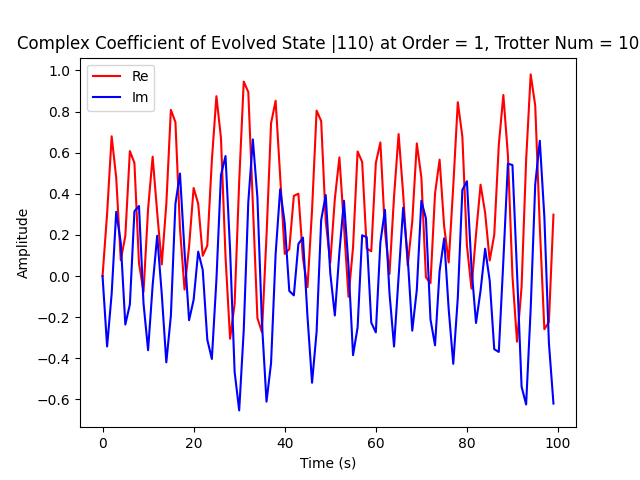 Complex Coefficient of Evolved State |110⟩ at Order = 1, Trotter Num = 10
Re
Im
1.0
0.8
0.6
0.4
0.2
0.0
−0.2
−0.4
−0.6
Amplitude
0 20 40 60 80 100
Time (s)